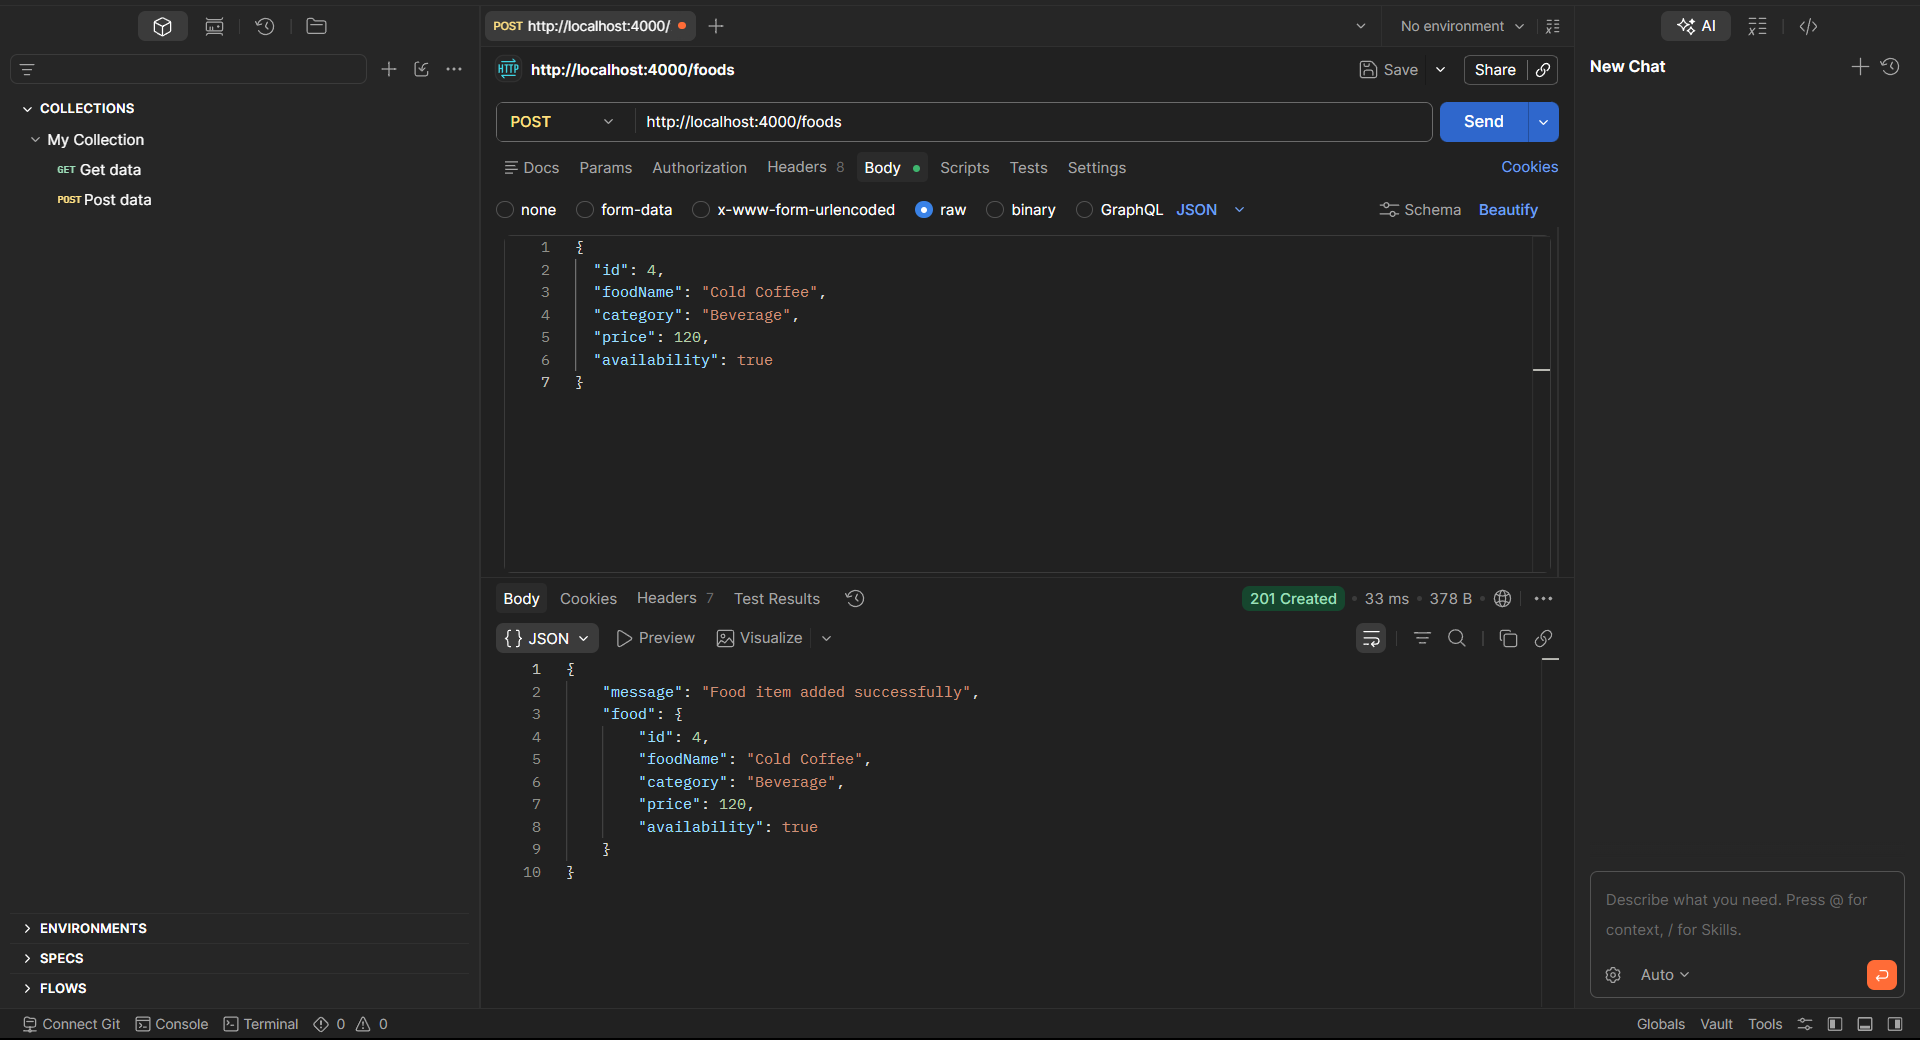 POST http://localhost:4000/
No environment
AI
COLLECTIONS
My Collection
GET Get data
POST Post data
ENVIRONMENTS
SPECS
FLOWS
HTTP http://localhost:4000/foods
Save
Share
POST http://localhost:4000/foods
Send
Docs Params Authorization Headers 8 Body Scripts Tests Settings Cookies
none form-data x-www-form-urlencoded raw binary GraphQL JSON Schema Beautify
1 {
2 "id": 4,
3 "foodName": "Cold Coffee",
4 "category": "Beverage",
5 "price": 120,
6 "availability": true
7 }
Body Cookies Headers 7 Test Results 201 Created • 33 ms • 378 B
{} JSON Preview Visualize
1 {
2 "message": "Food item added successfully",
3 "food": {
4 "id": 4,
5 "foodName": "Cold Coffee",
6 "category": "Beverage",
7 "price": 120,
8 "availability": true
9 }
10 }
New Chat
Describe what you need. Press @ for
context, / for Skills.
Auto
Connect Git Console Terminal 0 0 Globals Vault Tools